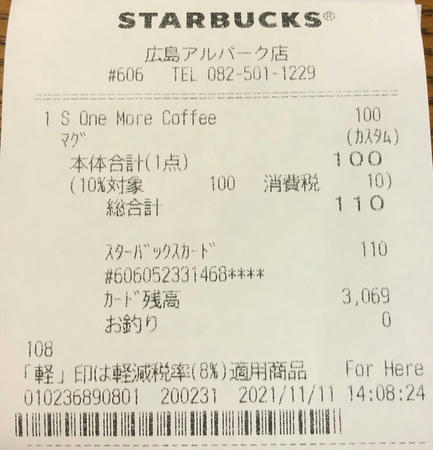 STARBUCKS®
広島アルパーク店
#606 TEL 082-501-1229
1 S One More Coffee 100
ﾏｸﾞ (ｶｽﾀﾑ)
本体合計(1点) 100
(10%対象 100 消費税 10)
総合計 110
ｽﾀｰﾊﾞｯｸｽｶｰﾄﾞ 110
#606052331468****
ｶｰﾄﾞ残高 3,069
お釣り 0
108
「軽」印は軽減税率(8%)適用商品 For Here
010236890801 200231 2021/11/11 14:08:24